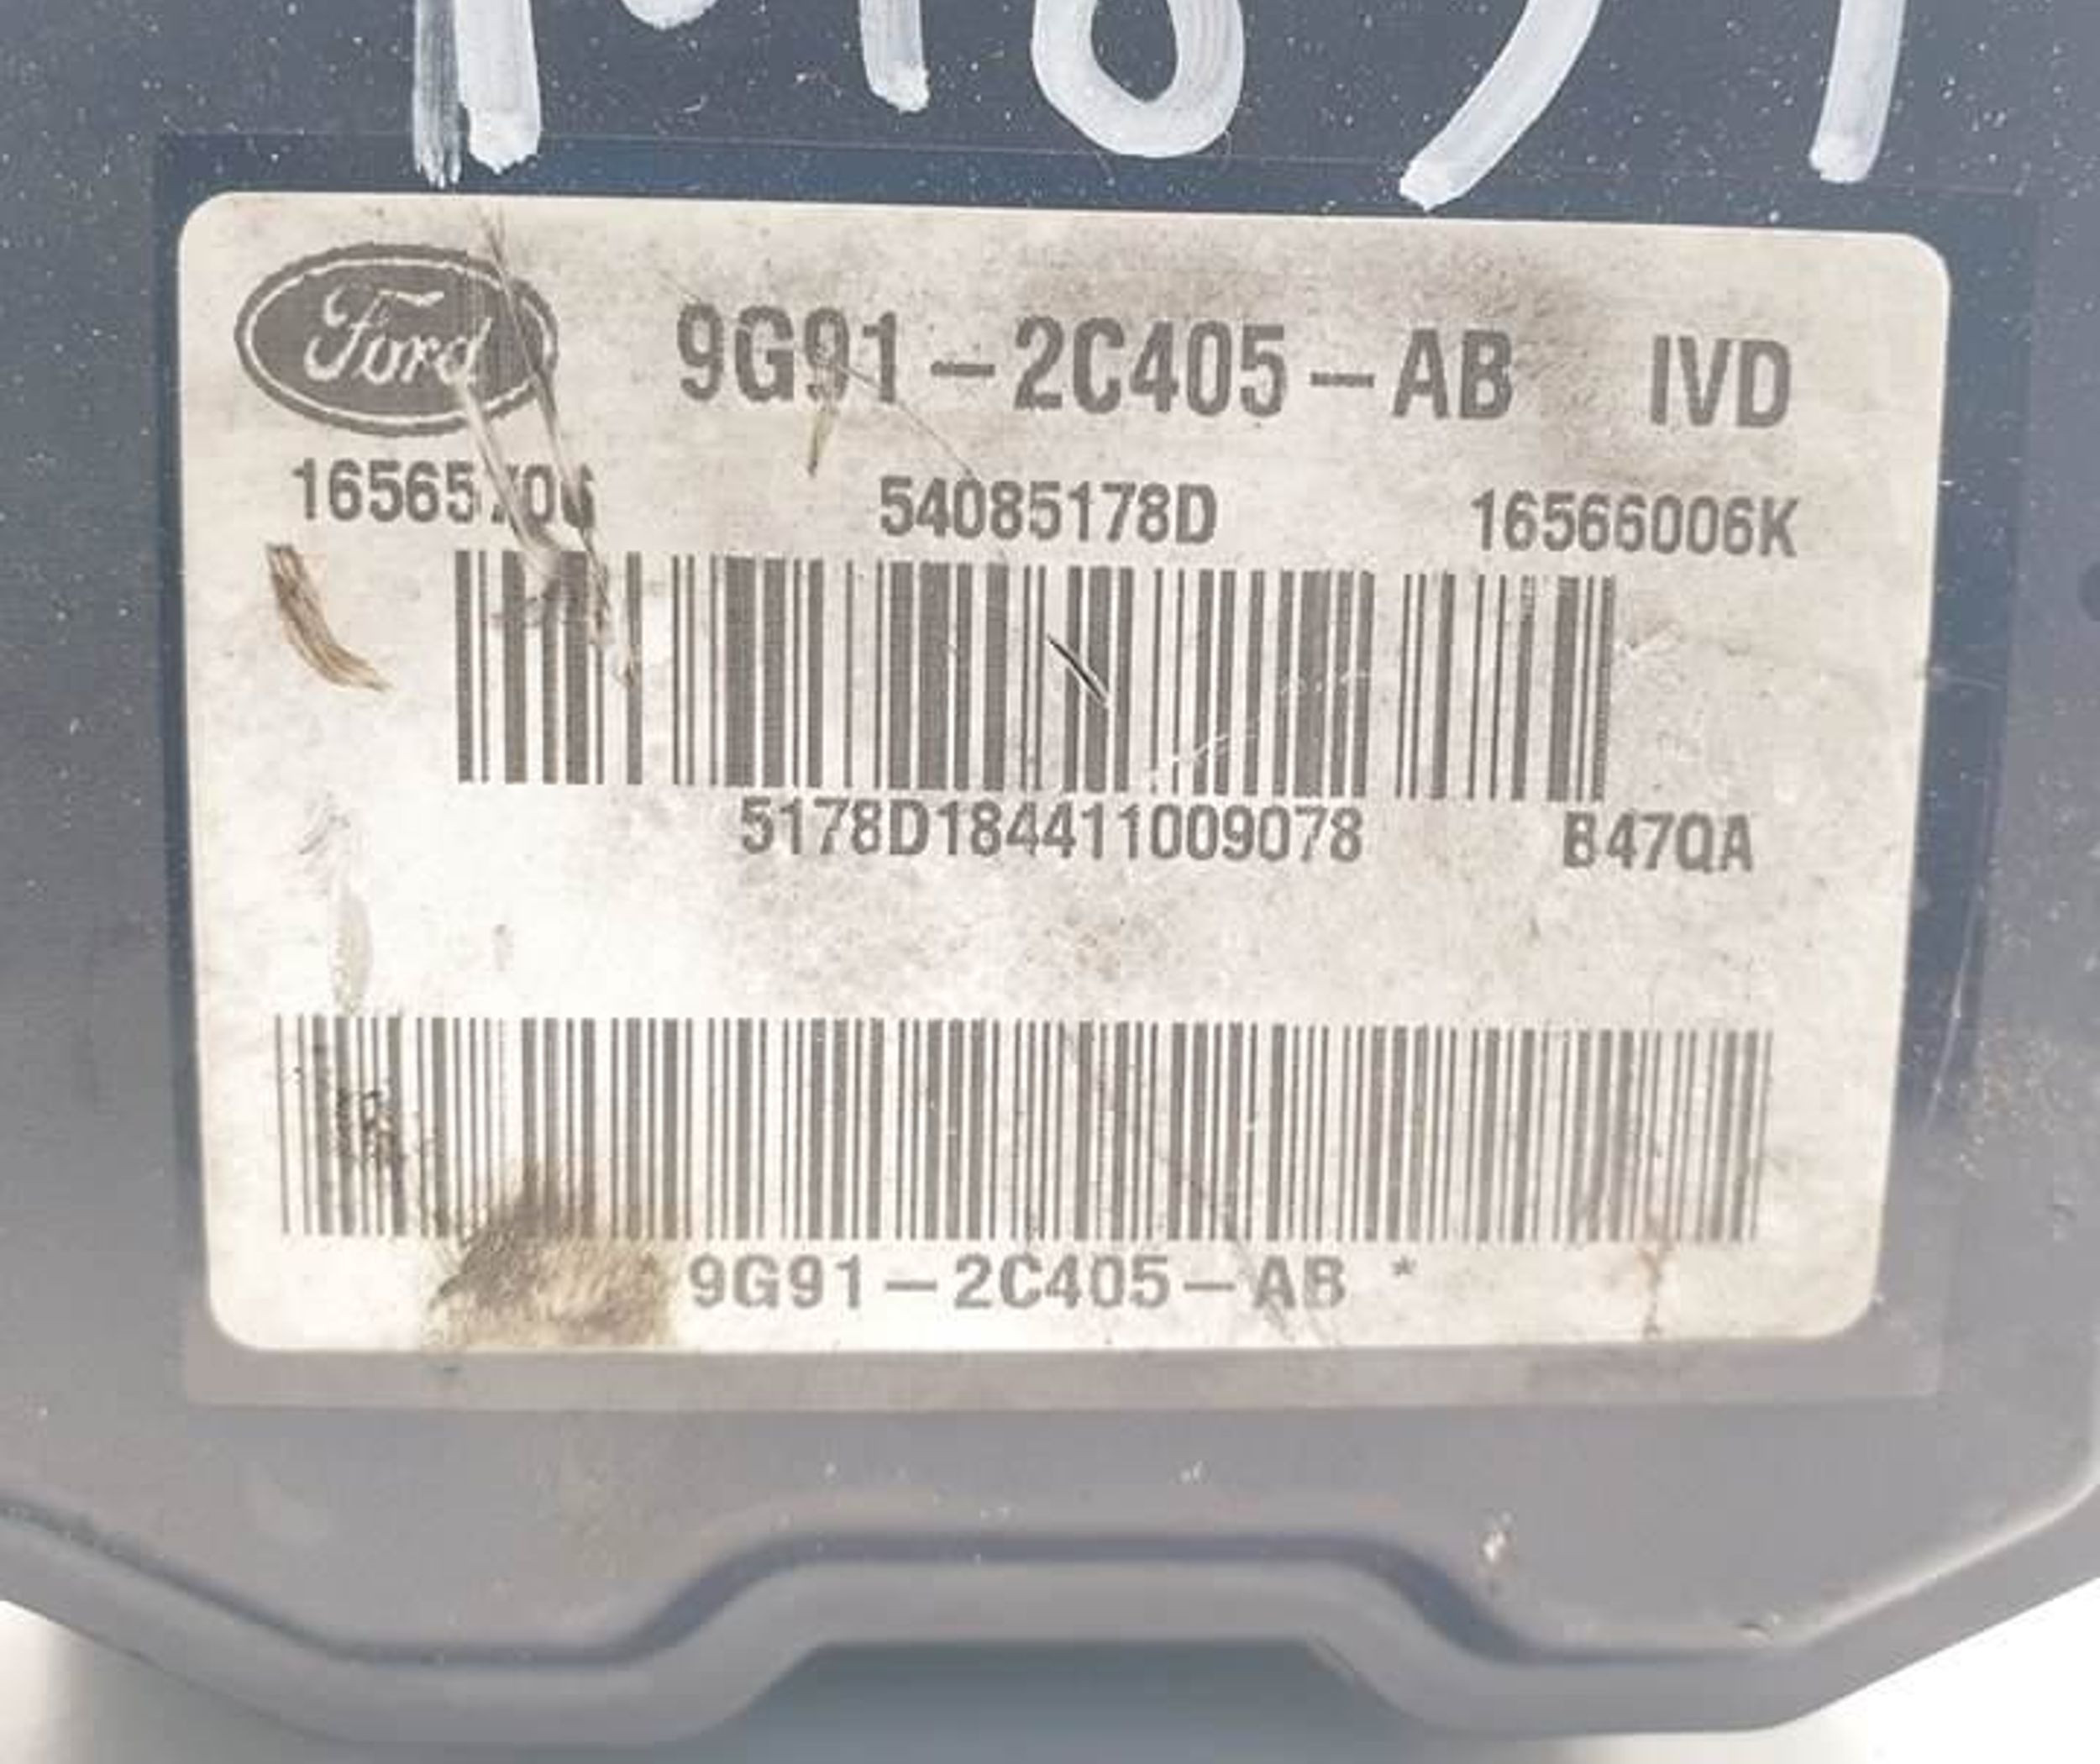 Ford 9G91-2C405-AB IVD
54085178D 16566006K
5178D184411009078 B47QA
9G91-2C405-AB *